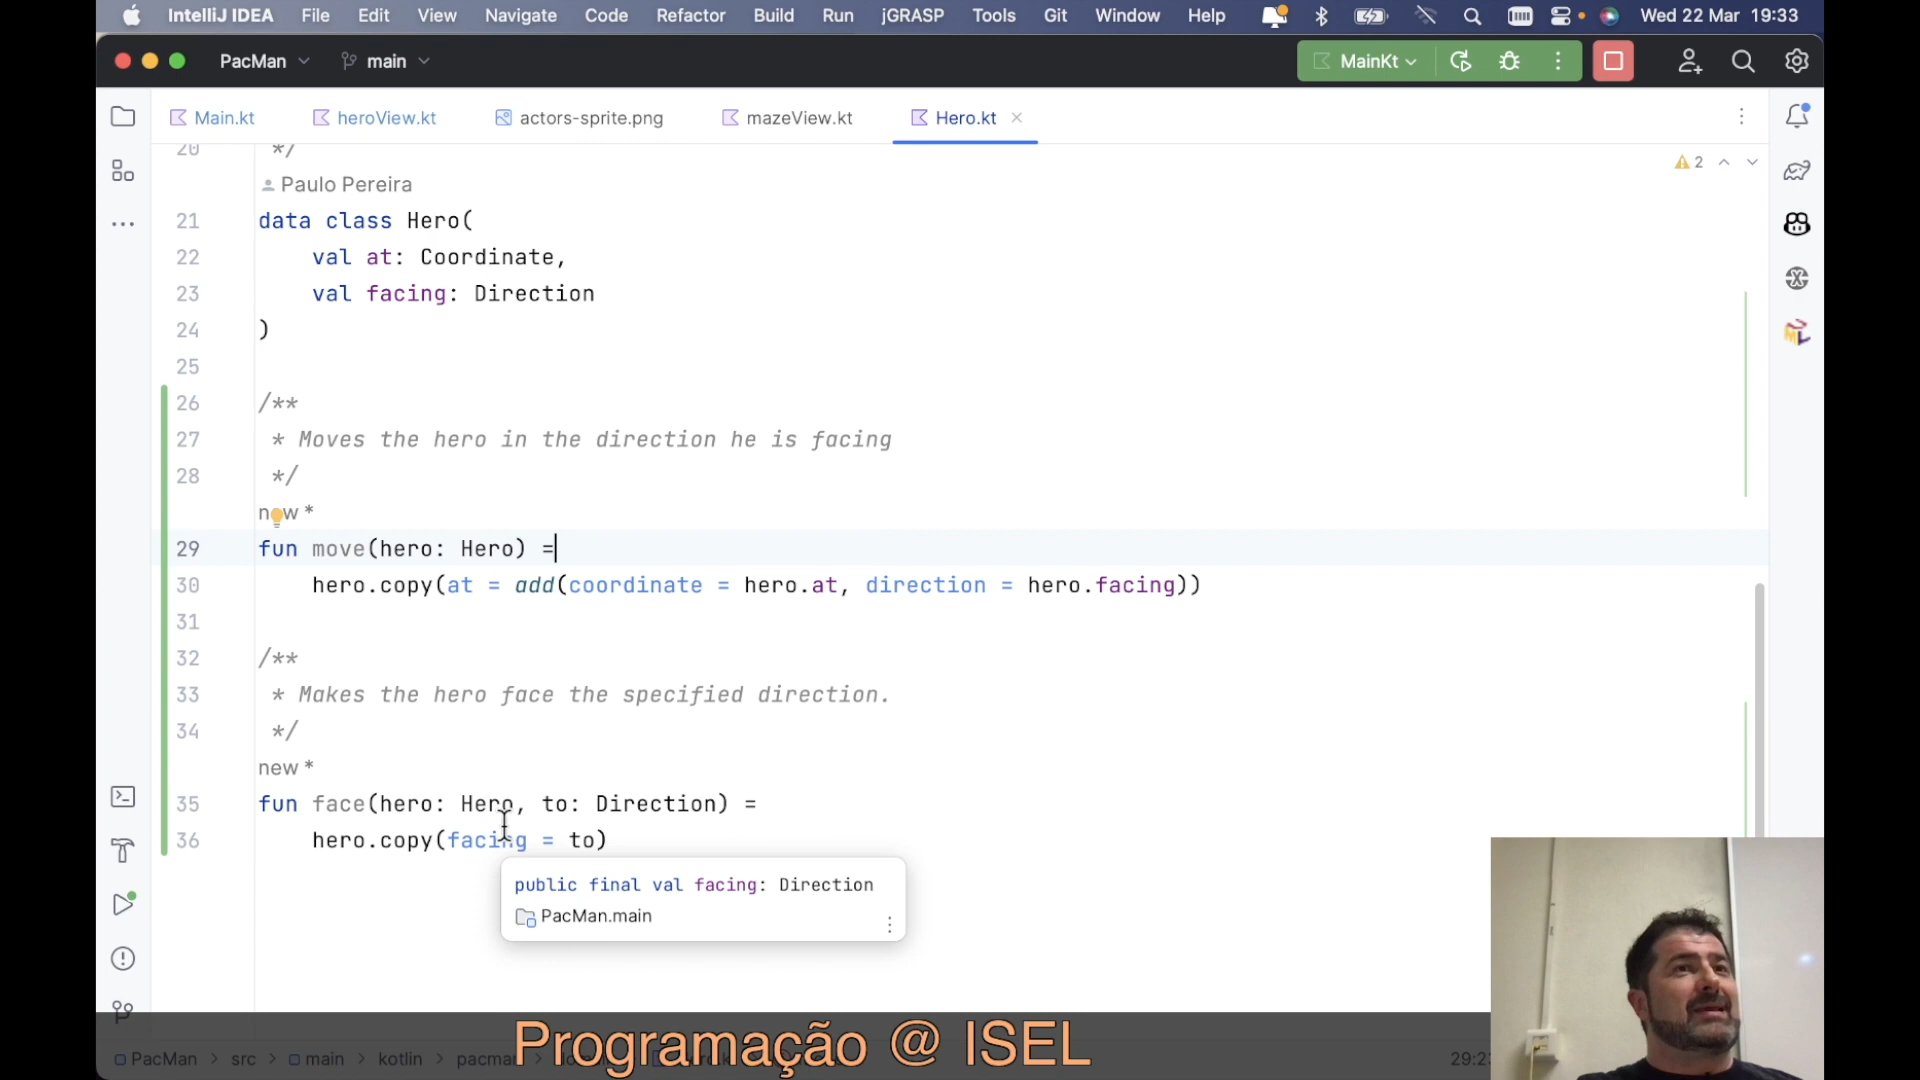 IntelliJ IDEA File Edit View Navigate Code Refactor Build Run jGRASP Tools Git Window Help Wed 22 Mar 19:33
PacMan main MainKt
Main.kt heroView.kt actors-sprite.png mazeView.kt Hero.kt
20 */
2
Paulo Pereira
21 data class Hero(
22 val at: Coordinate,
23 val facing: Direction
24 )
25
26 /**
27 * Moves the hero in the direction he is facing
28 */
new *
29 fun move(hero: Hero) =
30 hero.copy(at = add(coordinate = hero.at, direction = hero.facing))
31
32 /**
33 * Makes the hero face the specified direction.
34 */
new *
35 fun face(hero: Hero, to: Direction) =
36 hero.copy(facing = to)
public final val facing: Direction
PacMan.main
Programação @ ISEL
PacMan > src > main > kotlin > pacman